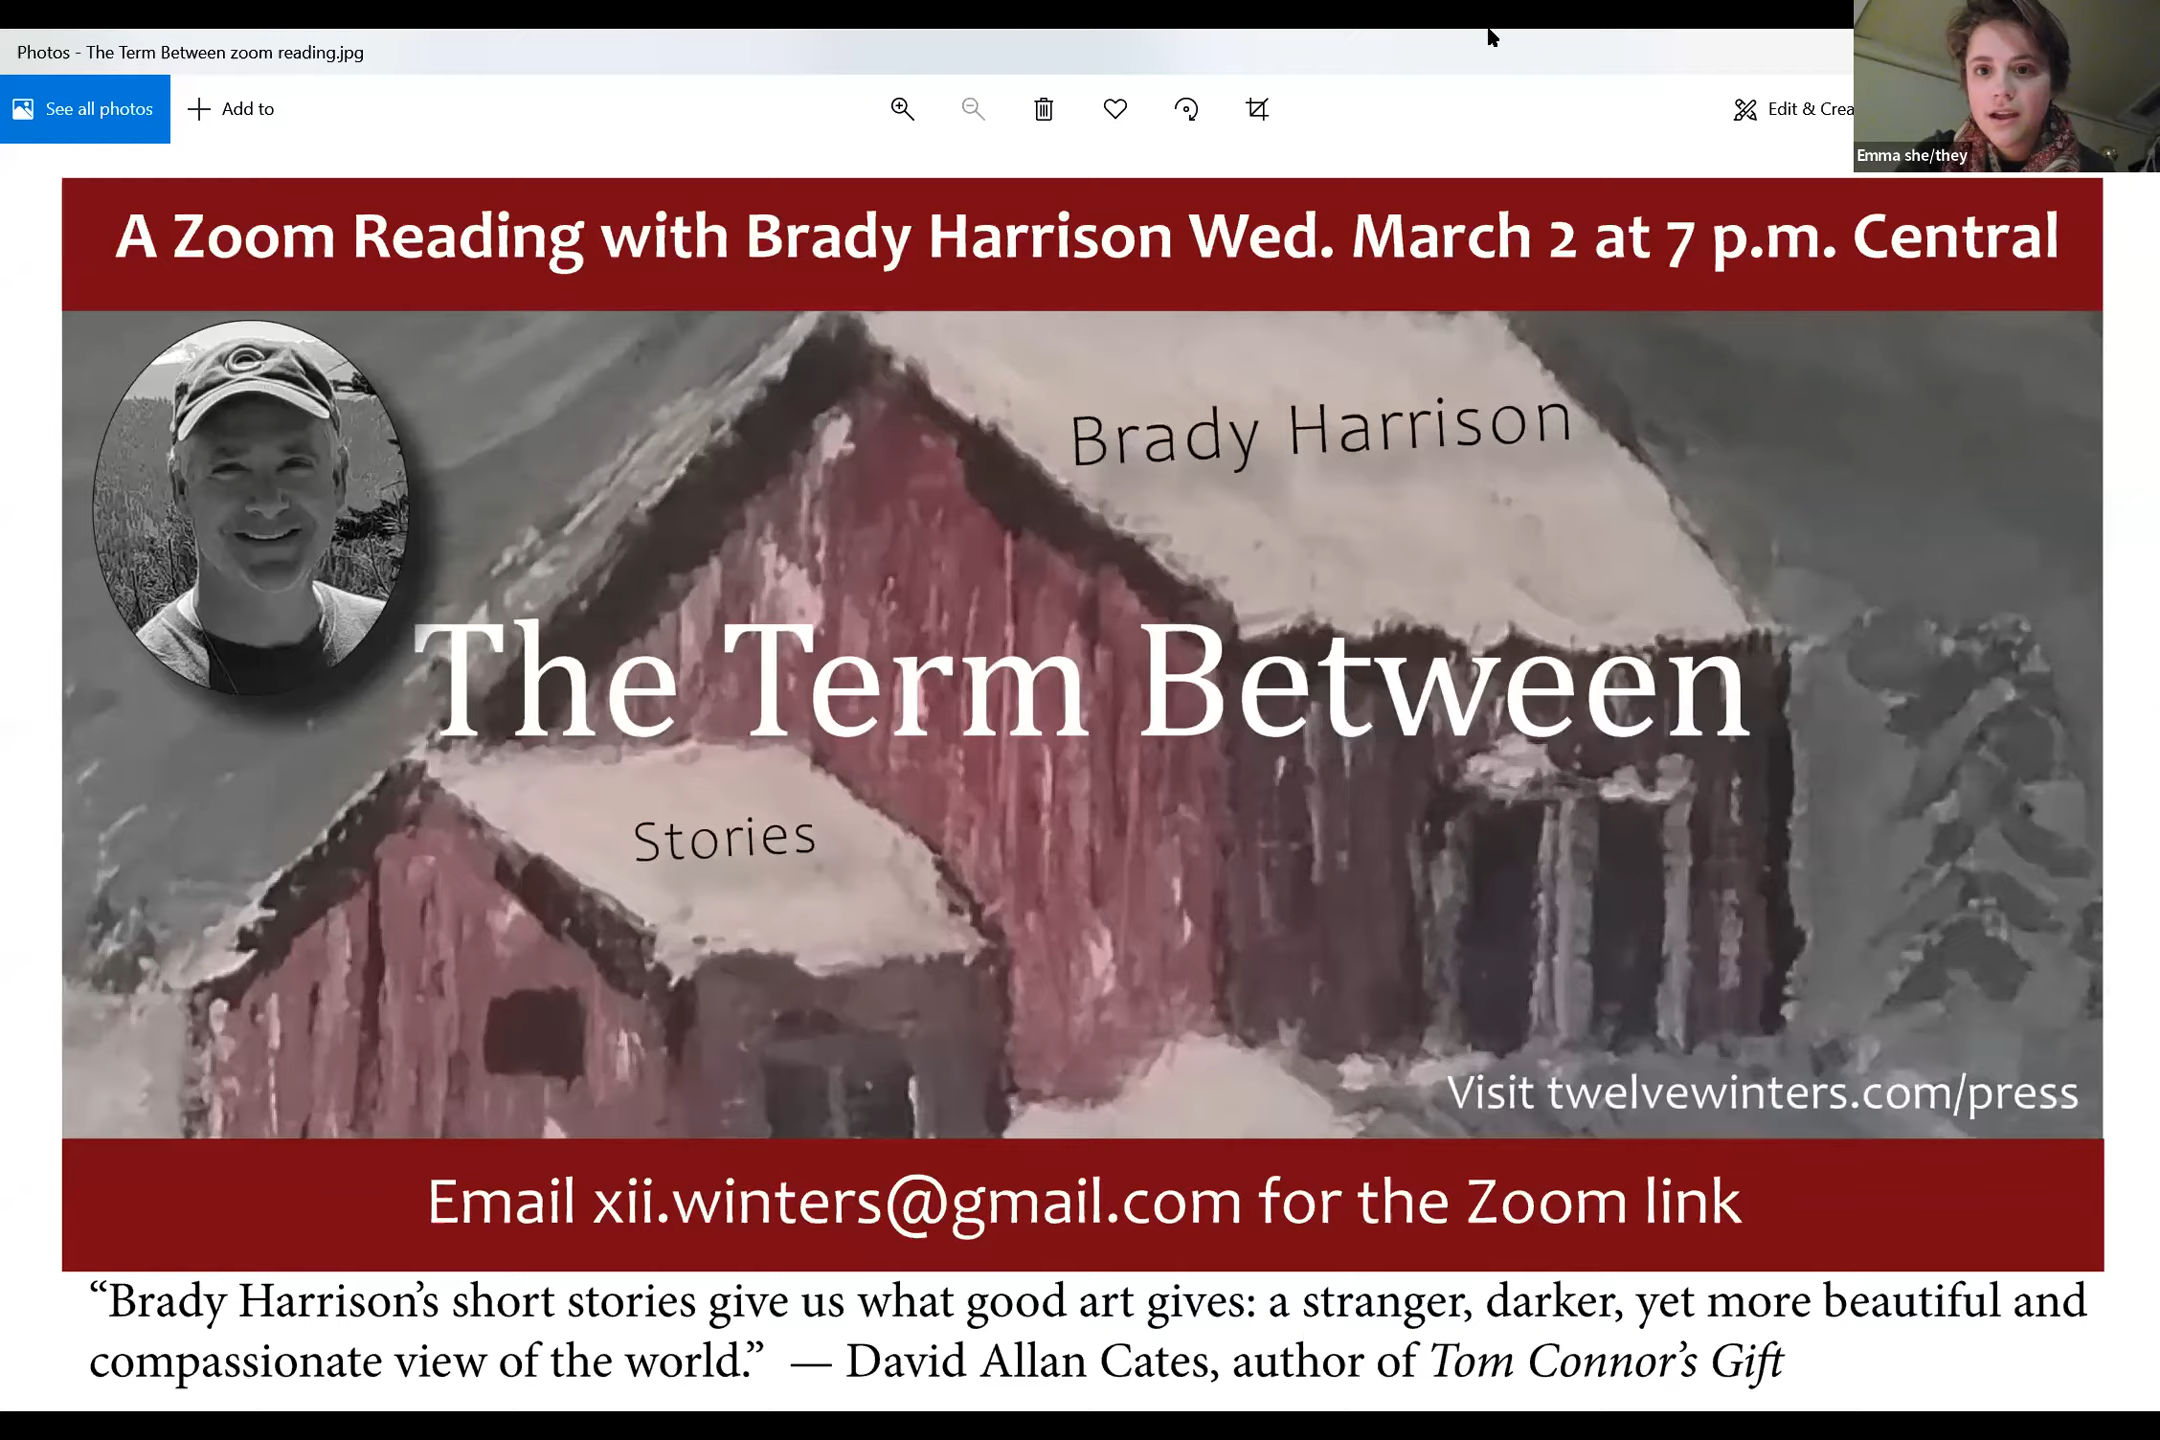 Photos - The Term Between zoom reading.jpg
See all photos
Add to
Edit & Crea
Emma she/they
A Zoom Reading with Brady Harrison Wed. March 2 at 7 p.m. Central
C
Brady Harrison
The Term Between
Stories
Visit twelvewinters.com/press
Email xii.winters@gmail.com for the Zoom link
“Brady Harrison’s short stories give us what good art gives: a stranger, darker, yet more beautiful and
compassionate view of the world.” — David Allan Cates, author of Tom Connor’s Gift